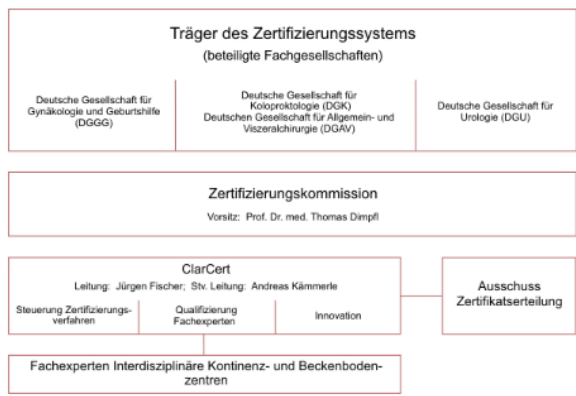 Träger des Zertifizierungssystems
(beteiligte Fachgesellschaften)
Deutsche Gesellschaft für
Gynäkologie und Geburtshilfe
(DGGG)
Deutsche Gesellschaft für
Koloproktologie (DGK)
Deutschen Gesellschaft für Allgemein- und
Viszeralchirurgie (DGAV)
Deutsche Gesellschaft für
Urologie (DGU)
Zertifizierungskommission
Vorsitz: Prof. Dr. med. Thomas Dimpfl
ClarCert
Leitung: Jürgen Fischer; Stv. Leitung: Andreas Kämmerle
Steuerung Zertifizierungs-
verfahren
Qualifizierung
Fachexperten
Innovation
Ausschuss
Zertifikatserteilung
Fachexperten Interdisziplinäre Kontinenz- und Beckenboden-
zentren